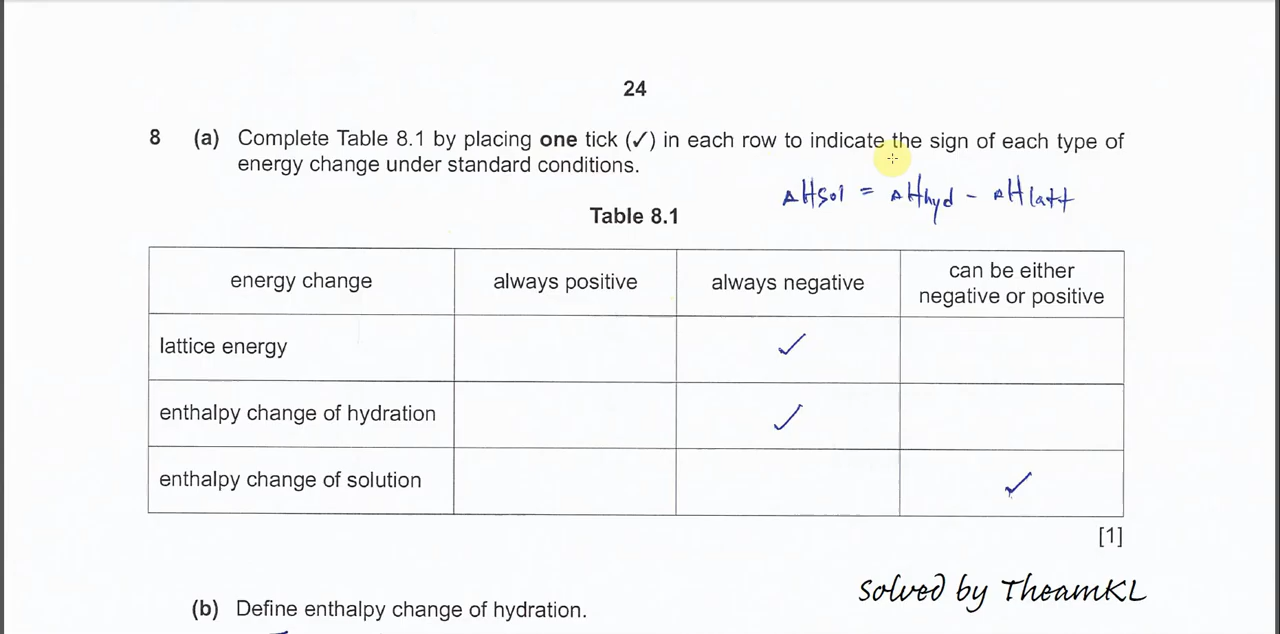 24
8 (a) Complete Table 8.1 by placing one tick (✓) in each row to indicate the sign of each type of
energy change under standard conditions.
ΔHsol = ΔHhyd - ΔHlatt
Table 8.1
energy change always positive always negative can be either negative or positive
lattice energy ✓
enthalpy change of hydration ✓
enthalpy change of solution ✓
[1]
Solved by TheamKL
(b) Define enthalpy change of hydration.